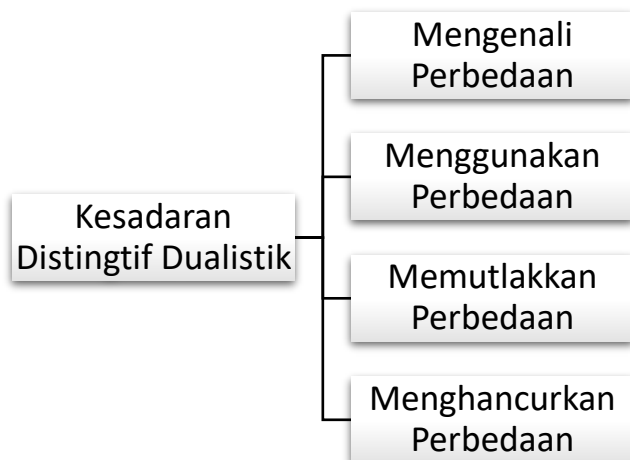 Kesadaran
Distingtif Dualistik
Mengenali
Perbedaan
Menggunakan
Perbedaan
Memutlakkan
Perbedaan
Menghancurkan
Perbedaan